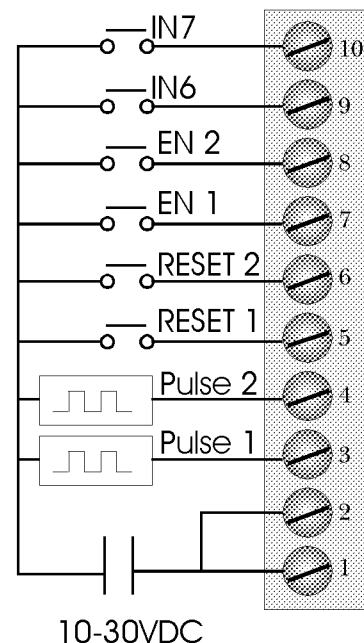 IN7 10
IN6 9
EN 2 8
EN 1 7
RESET 2 6
RESET 1 5
Pulse 2 4
Pulse 1 3
2
1
10-30VDC